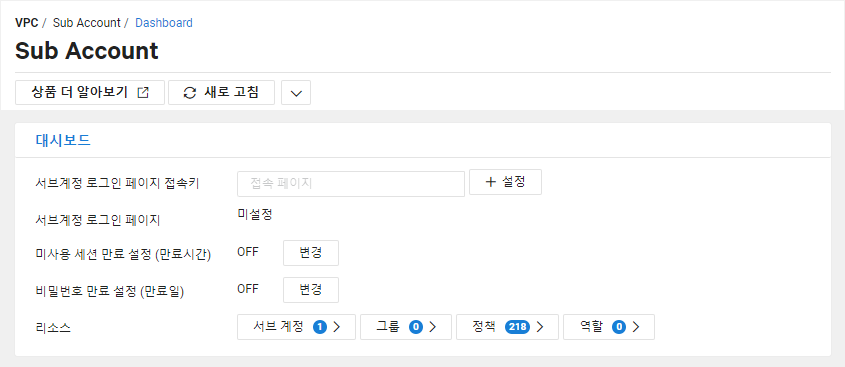 VPC / Sub Account / Dashboard
Sub Account
상품 더 알아보기 새로 고침
대시보드
서브계정 로그인 페이지 접속키 접속 페이지 + 설정
서브계정 로그인 페이지 미설정
미사용 세션 만료 설정 (만료시간) OFF 변경
비밀번호 만료 설정 (만료일) OFF 변경
리소스 서브 계정 1 그룹 0 정책 218 역할 0